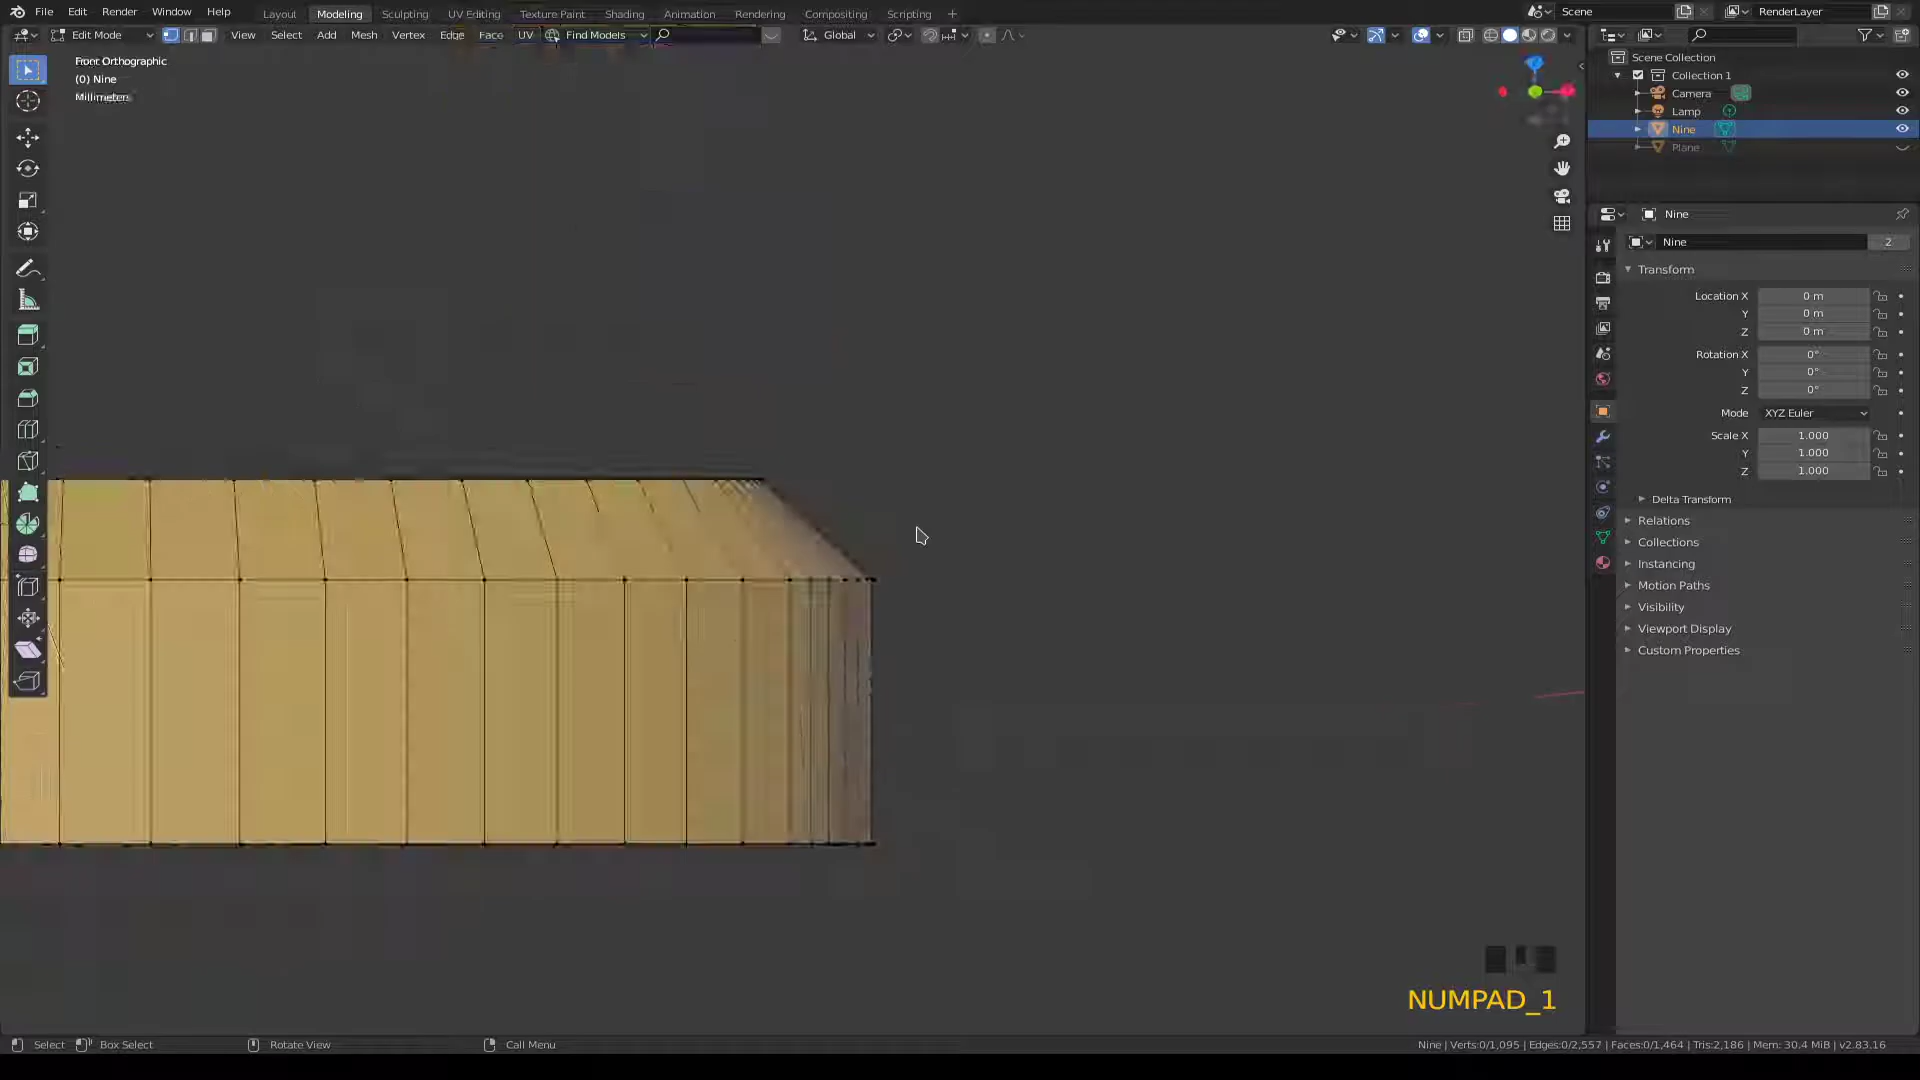 File Edit Render Window Help Layout Modeling Sculpting UV Editing Texture Paint Shading Animation Rendering Compositing Scripting + Scene RenderLayer
Edit Mode View Select Add Mesh Vertex Edge Face UV Find Models Global
Front Orthographic
(0) Nine
Millimeters
Scene Collection
Collection 1
Camera
Lamp
Nine
Plane
Nine
Nine 2
Transform
Location X 0 m
Y 0 m
Z 0 m
Rotation X 0°
Y 0°
Z 0°
Mode XYZ Euler
Scale X 1.000
Y 1.000
Z 1.000
Delta Transform
Relations
Collections
Instancing
Motion Paths
Visibility
Viewport Display
Custom Properties
NUMPAD_1
Select Box Select Rotate View Call Menu Nine | Verts:0/1,095 | Edges:0/2,557 | Faces:0/1,464 | Tris:2,186 | Mem: 30.4 MiB | v2.83.16